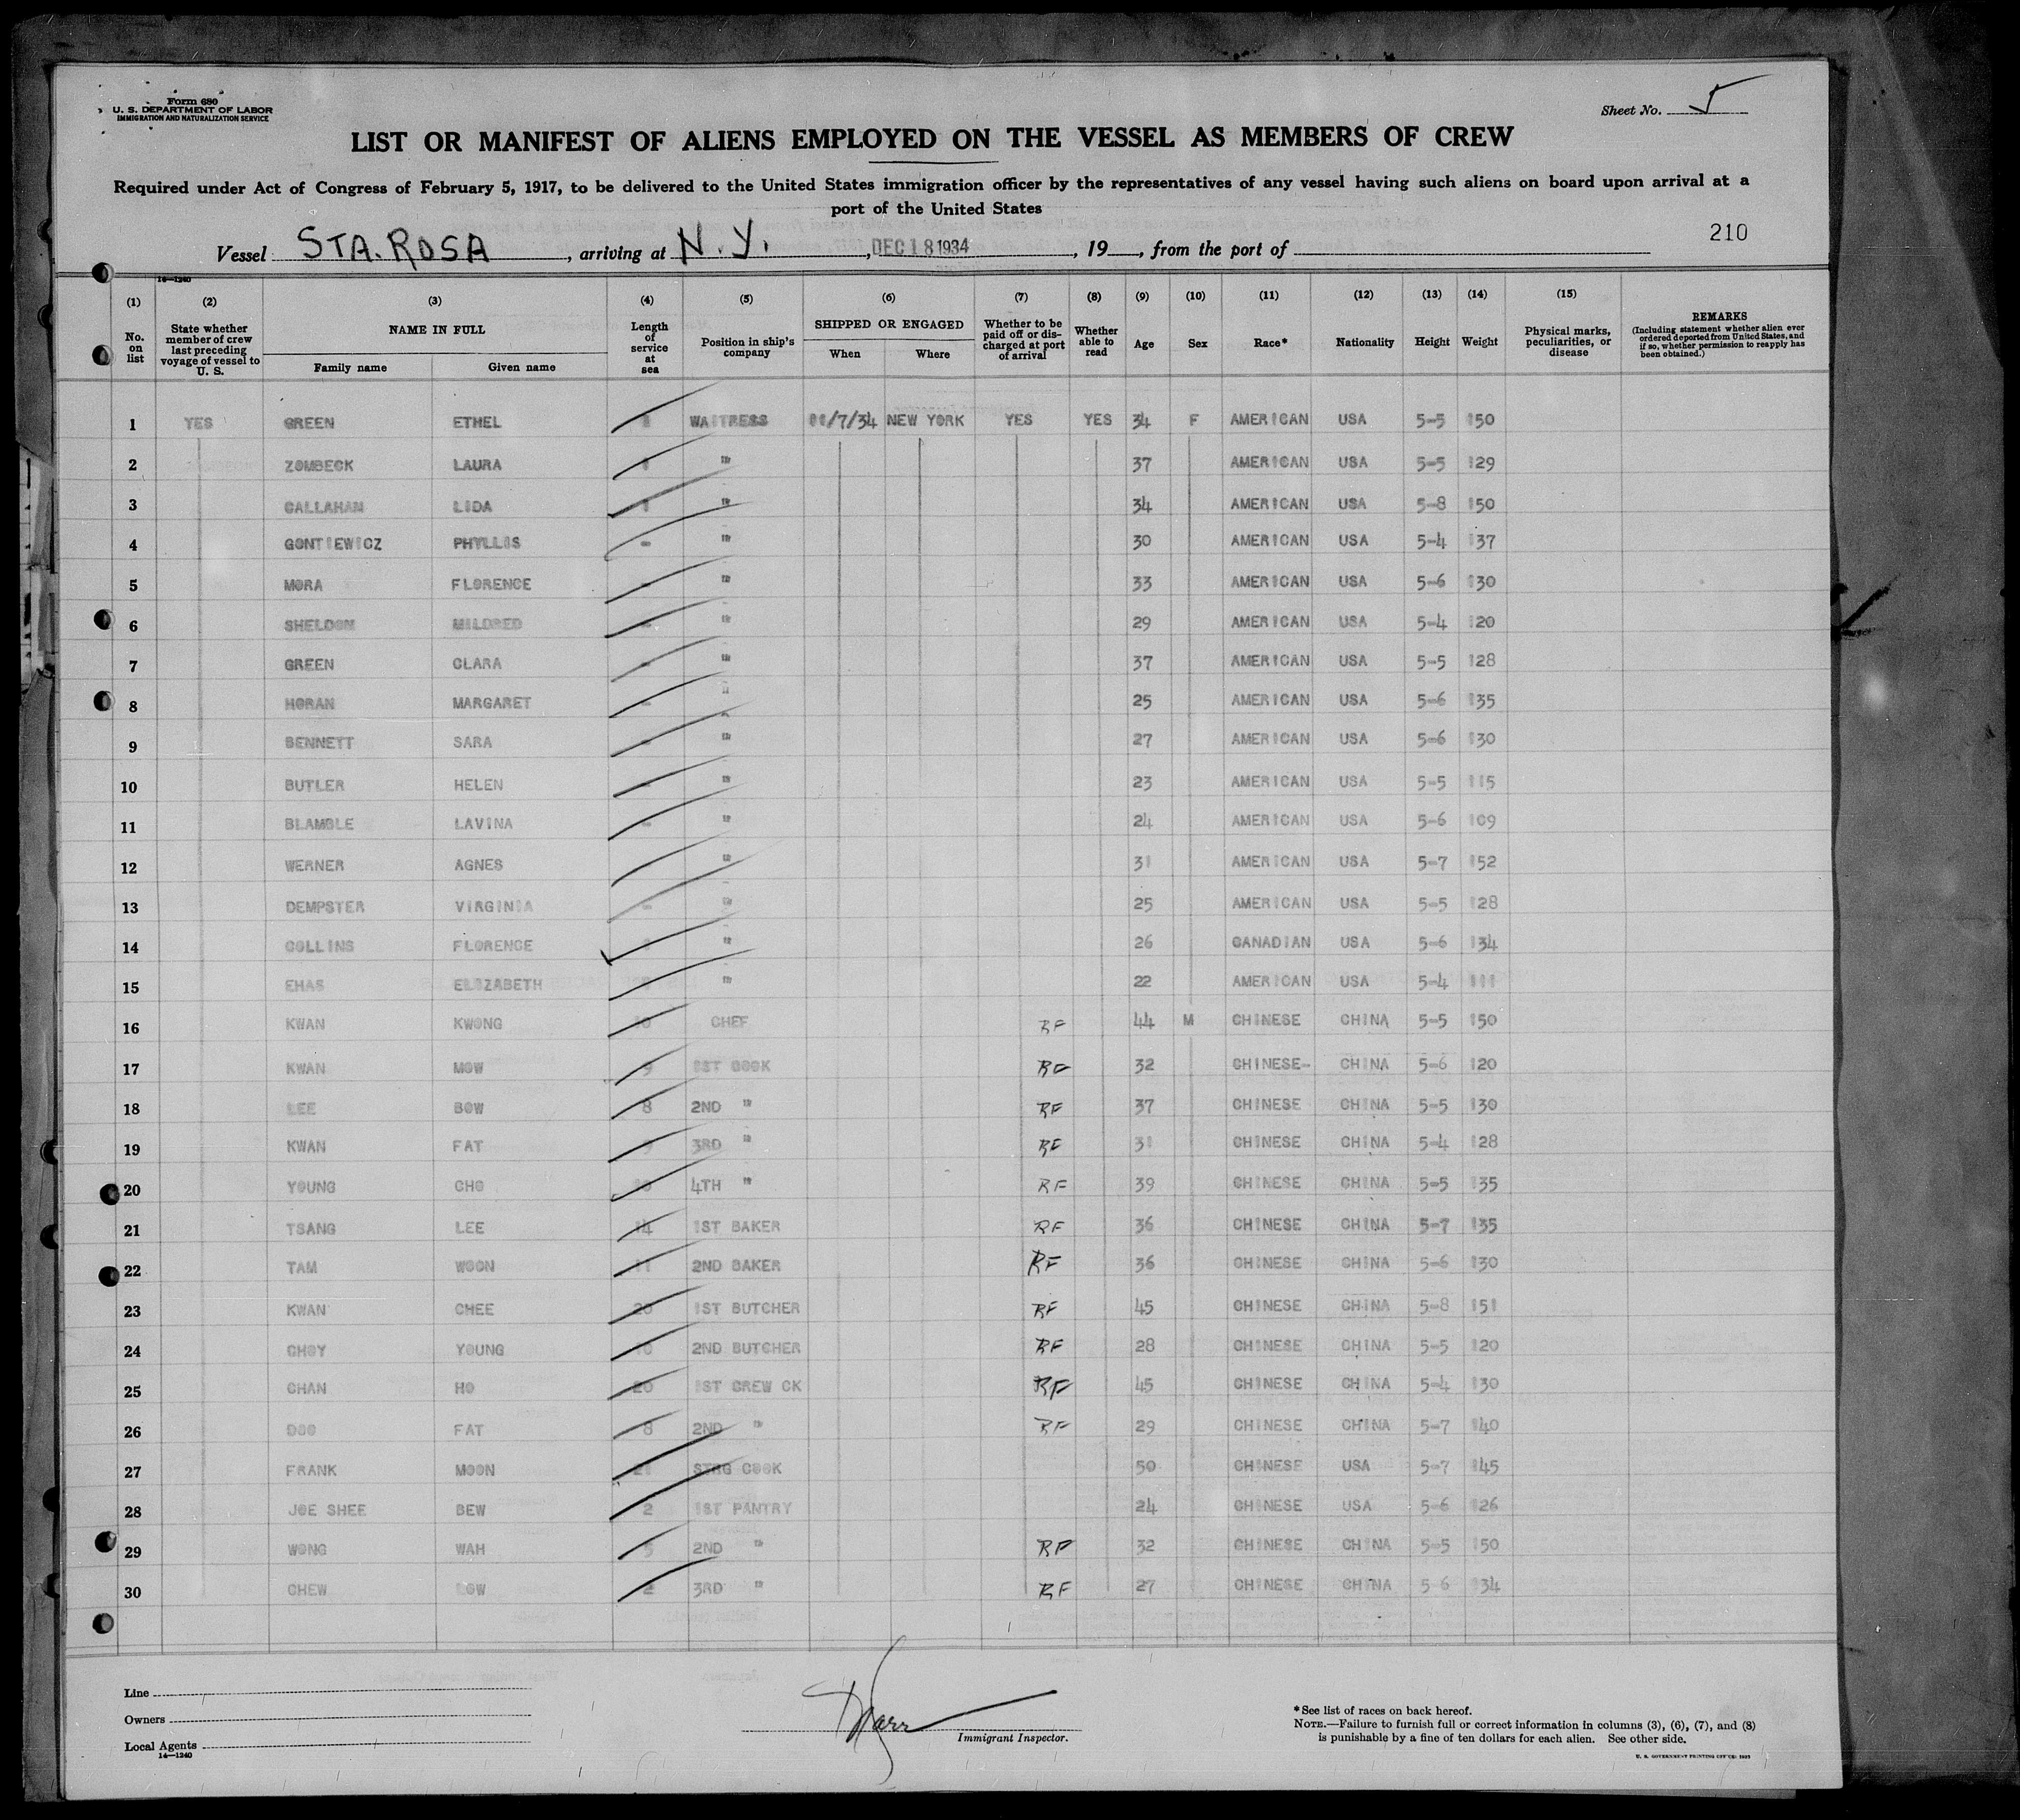 Form 680
U. S. DEPARTMENT OF LABOR
IMMIGRATION AND NATURALIZATION SERVICE
Sheet No. 5
LIST OR MANIFEST OF ALIENS EMPLOYED ON THE VESSEL AS MEMBERS OF CREW
Required under Act of Congress of February 5, 1917, to be delivered to the United States immigration officer by the representatives of any vessel having such aliens on board upon arrival at a
port of the United States
210
Vessel STA. ROSA, arriving at N. Y., DEC 18 1934, 19, from the port of
14—1240
(1) No. on list (2) State whether member of crew last preceding voyage of vessel to U. S. (3) NAME IN FULL Family name Given name (4) Length of service at sea (5) Position in ship's company (6) SHIPPED OR ENGAGED When Where (7) Whether to be paid off or discharged at port of arrival (8) Whether able to read (9) Age (10) Sex (11) Race* (12) Nationality (13) Height (14) Weight (15) Physical marks, peculiarities, or disease REMARKS (Including statement whether alien ever ordered deported from United States, and if so, whether permission to reapply has been obtained.)
1 YES GREEN ETHEL 1 WAITRESS 11/7/34 NEW YORK YES YES 34 F AMERICAN USA 5-5 150
2 ZOMBECK LAURA 1 " 37 AMERICAN USA 5-5 129
3 CALLAHAM LIDA 1 " 34 AMERICAN USA 5-8 150
4 GONTIEWICZ PHYLLIS - " 30 AMERICAN USA 5-4 137
5 MORA FLORENCE - " 33 AMERICAN USA 5-6 130
6 SHELDON MILDRED - " 29 AMERICAN USA 5-4 120
7 GREEN CLARA - " 37 AMERICAN USA 5-5 128
8 HORAN MARGARET - " 25 AMERICAN USA 5-6 135
9 BENNETT SARA - " 27 AMERICAN USA 5-6 130
10 BUTLER HELEN - " 23 AMERICAN USA 5-5 115
11 BLAMBLE LAVINA - " 24 AMERICAN USA 5-6 109
12 WERNER AGNES " 31 AMERICAN USA 5-7 152
13 DEMPSTER VIRGINIA - " 25 AMERICAN USA 5-5 128
14 COLLINS FLORENCE " 26 CANADIAN USA 5-6 134
15 EHAS ELIZABETH " 22 AMERICAN USA 5-4 111
16 KWAN KWONG 10 CHEF RF 44 M CHINESE CHINA 5-5 150
17 KWAN MOW 9 1ST COOK RF 32 CHINESE- CHINA 5-6 120
18 LEE BOW 8 2ND " RF 37 CHINESE CHINA 5-5 130
19 KWAN FAT 9 3RD " RF 31 CHINESE CHINA 5-4 128
20 YOUNG CHO 10 4TH " RF 39 CHINESE CHINA 5-5 135
21 TSANG LEE 14 1ST BAKER RF 36 CHINESE CHINA 5-7 135
22 TAM WOON 11 2ND BAKER RF 36 CHINESE CHINA 5-6 130
23 KWAN CHEE 20 1ST BUTCHER RF 45 CHINESE CHINA 5-8 151
24 CHOY YOUNG 10 2ND BUTCHER RF 28 CHINESE CHINA 5-5 120
25 CHAN HO 20 1ST CREW CK RF 45 CHINESE CHINA 5-4 130
26 FAT 8 2ND " RF 29 CHINESE CHINA 5-7 140
27 FRANK MOON 21 STRG COOK 50 CHINESE USA 5-7 145
28 JOE SHEE BEW 2 1ST PANTRY 24 CHINESE USA 5-6 126
29 WONG WAH 5 2ND " RF 32 CHINESE CHINA 5-5 150
30 CHEW LOW 2 3RD " RF 27 CHINESE CHINA 5-6 134
Line
Owners
Local Agents
14—1240
Immigrant Inspector.
*See list of races on back hereof.
NOTE.—Failure to furnish full or correct information in columns (3), (6), (7), and (8)
is punishable by a fine of ten dollars for each alien. See other side.
U. S. GOVERNMENT PRINTING OFFICE: 1933